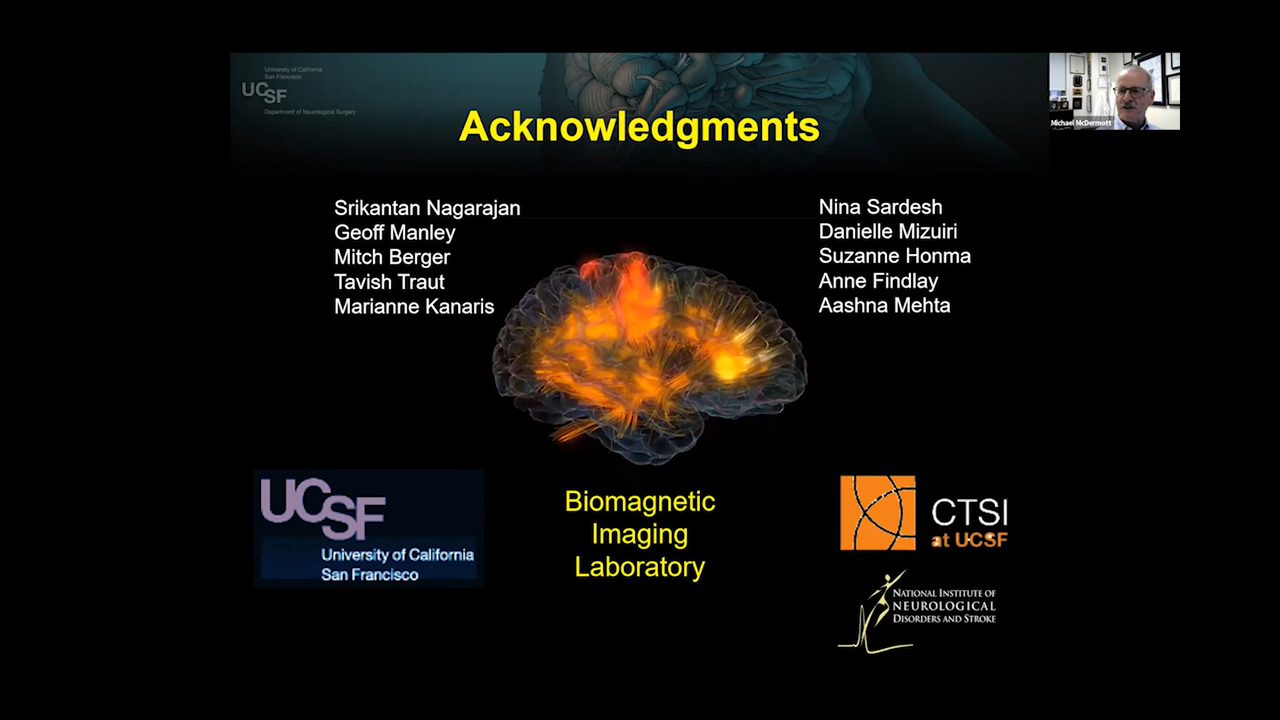 University of California
San Francisco
UCSF
Department of Neurological Surgery
Acknowledgments
Michael McDermott
Srikantan Nagarajan
Geoff Manley
Mitch Berger
Tavish Traut
Marianne Kanaris
Nina Sardesh
Danielle Mizuiri
Suzanne Honma
Anne Findlay
Aashna Mehta
UCSF
University of California
San Francisco
Biomagnetic
Imaging
Laboratory
CTSI
at UCSF
NATIONAL INSTITUTE OF
NEUROLOGICAL
DISORDERS AND STROKE